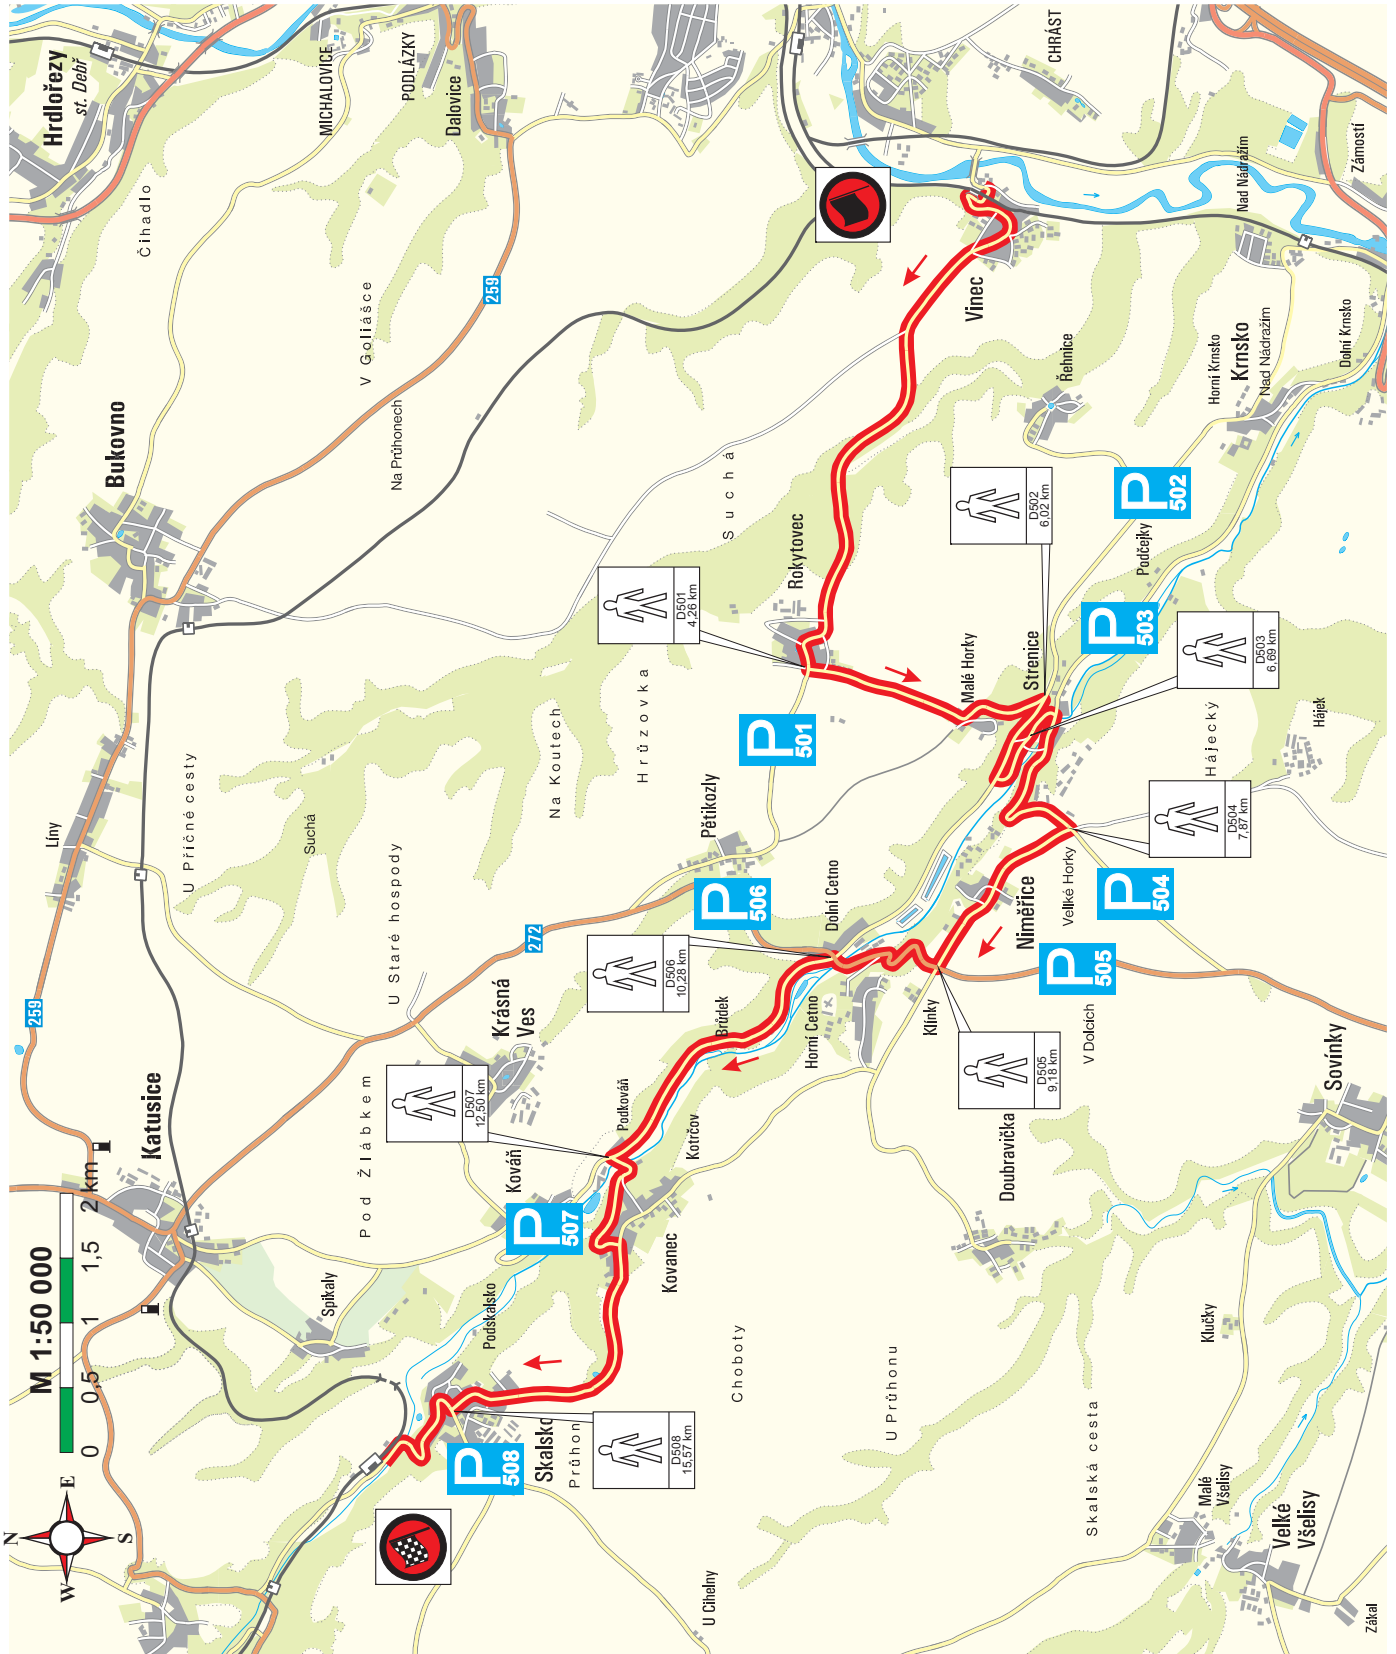 Hrdlořezy
st. Debř
MICHALOVICE
PODLÁZKY
Dalovice
CHRÁST
Čihadlo
259
V Goliášce
Na Průhonech
Bukovno
Nad Nádražím
Zámostí
Vinec
Řehnice
Horní Krnsko
Krnsko
Nad Nádražím
Dolní Krnsko
Suchá
Rokytovec
D501
4,26 km
D502
6,02 km
P
502
Podčejky
P
503
D503
6,69 km
Strenice
Malé Horky
Hrůzovka
Na Koutech
P
501
Hájecký
Hájek
Líny
U Příčné cesty
Suchá
Pětikozly
D504
7,87 km
Veliké Horky
P
504
Niměřice
U Staré hospody
272
P
506
Dolní Cetno
D506
10,28 km
P
505
V Dolcích
Klinky
D505
9,18 km
Horní Cetno
Brůdek
Krásná
Ves
259
Katusice
Pod Žlábkem
D507
12,50 km
Podkováň
Kotrčov
Kováň
P
507
Kovanec
Doubravička
Sovínky
M 1:50 000
0
0,5
1
1,5
2 km
Spikaly
Podskalsko
Choboty
U Průhonu
Klučky
Skalsko
Průhon
D508
15,57 km
P
508
Skalská cesta
Malé
Všelisy
Velké
Všelisy
U Cihelny
Zákal
N
E
S
W